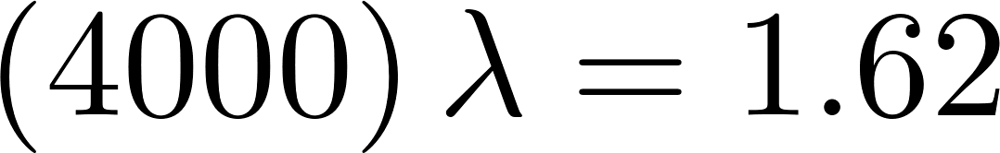 (4000) λ = 1.62